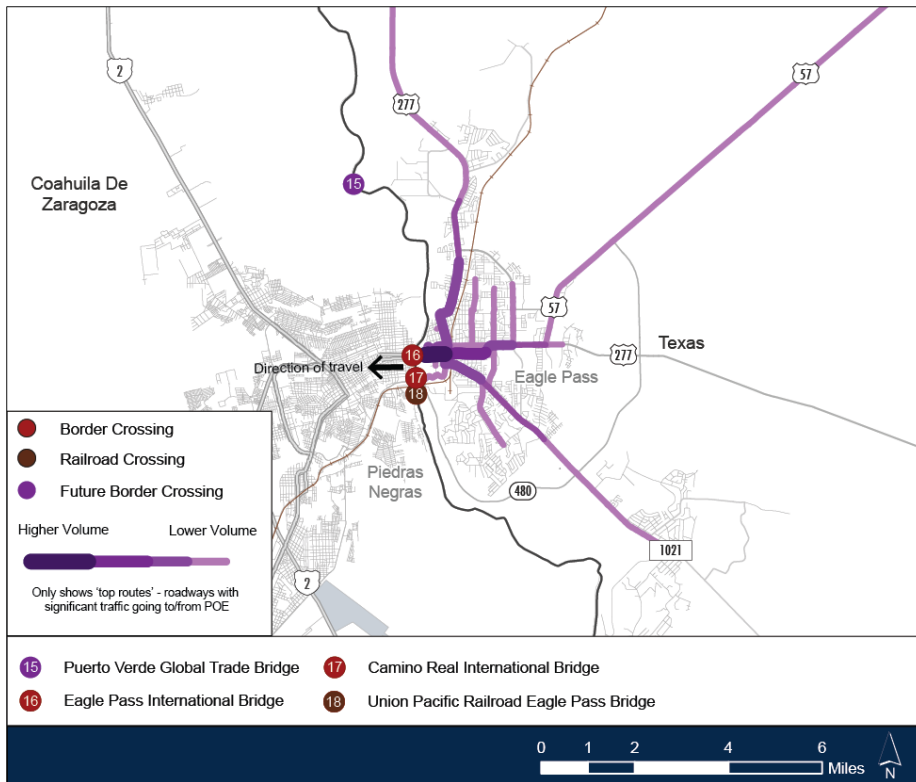 2
277
57
15
Coahuila De
Zaragoza
57
Texas
277
16
Direction of travel
17
18
Eagle Pass
Piedras
Negras
480
1021
2
Border Crossing
Railroad Crossing
Future Border Crossing
Higher Volume
Lower Volume
Only shows 'top routes' - roadways with
significant traffic going to/from POE
15 Puerto Verde Global Trade Bridge
17 Camino Real International Bridge
16 Eagle Pass International Bridge
18 Union Pacific Railroad Eagle Pass Bridge
0 1 2 4 6
Miles
N